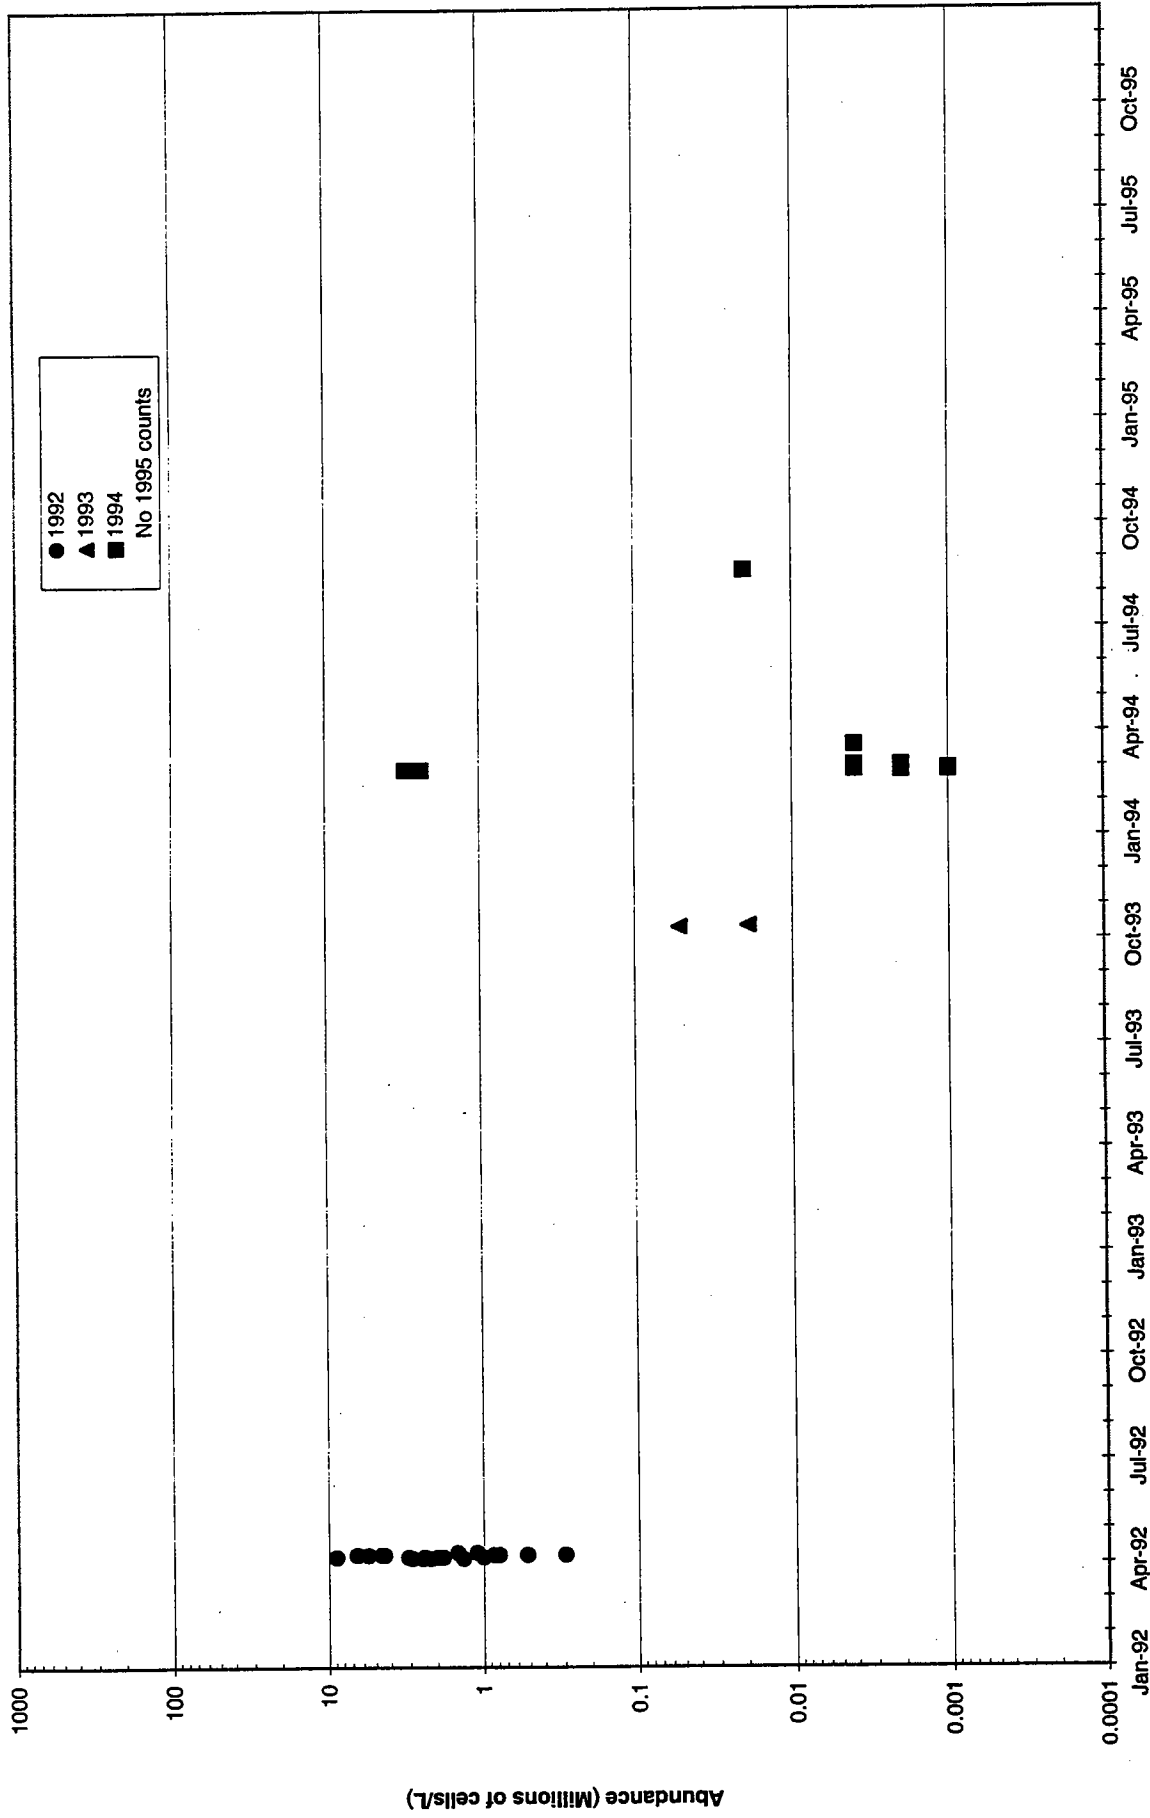 1992
1993
1994
No 1995 counts
1000
100
10
1
0.1
0.01
0.001
0.0001
Abundance (Millions of cells/L)
Jan-92
Apr-92
Jul-92
Oct-92
Jan-93
Apr-93
Jul-93
Oct-93
Jan-94
Apr-94
Jul-94
Oct-94
Jan-95
Apr-95
Jul-95
Oct-95